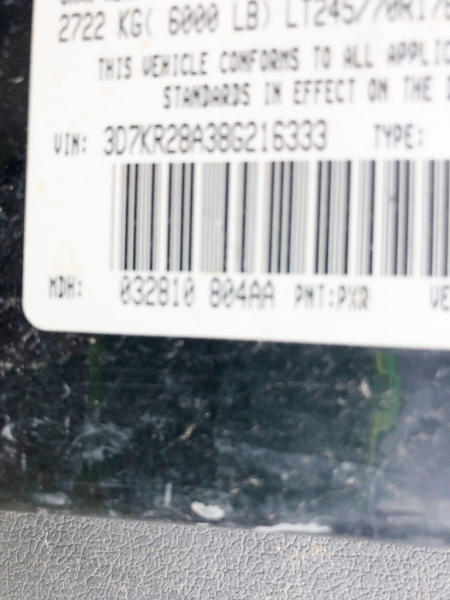 2722 KG( 6000 LB) LT245/70R17
THIS VEHICLE CONFORMS TO ALL APPLIC
STANDARDS IN EFFECT ON THE
VIN: 3D7KR28A38G216333 TYPE:
MDH: 032810 804AA PNT:PXR VE